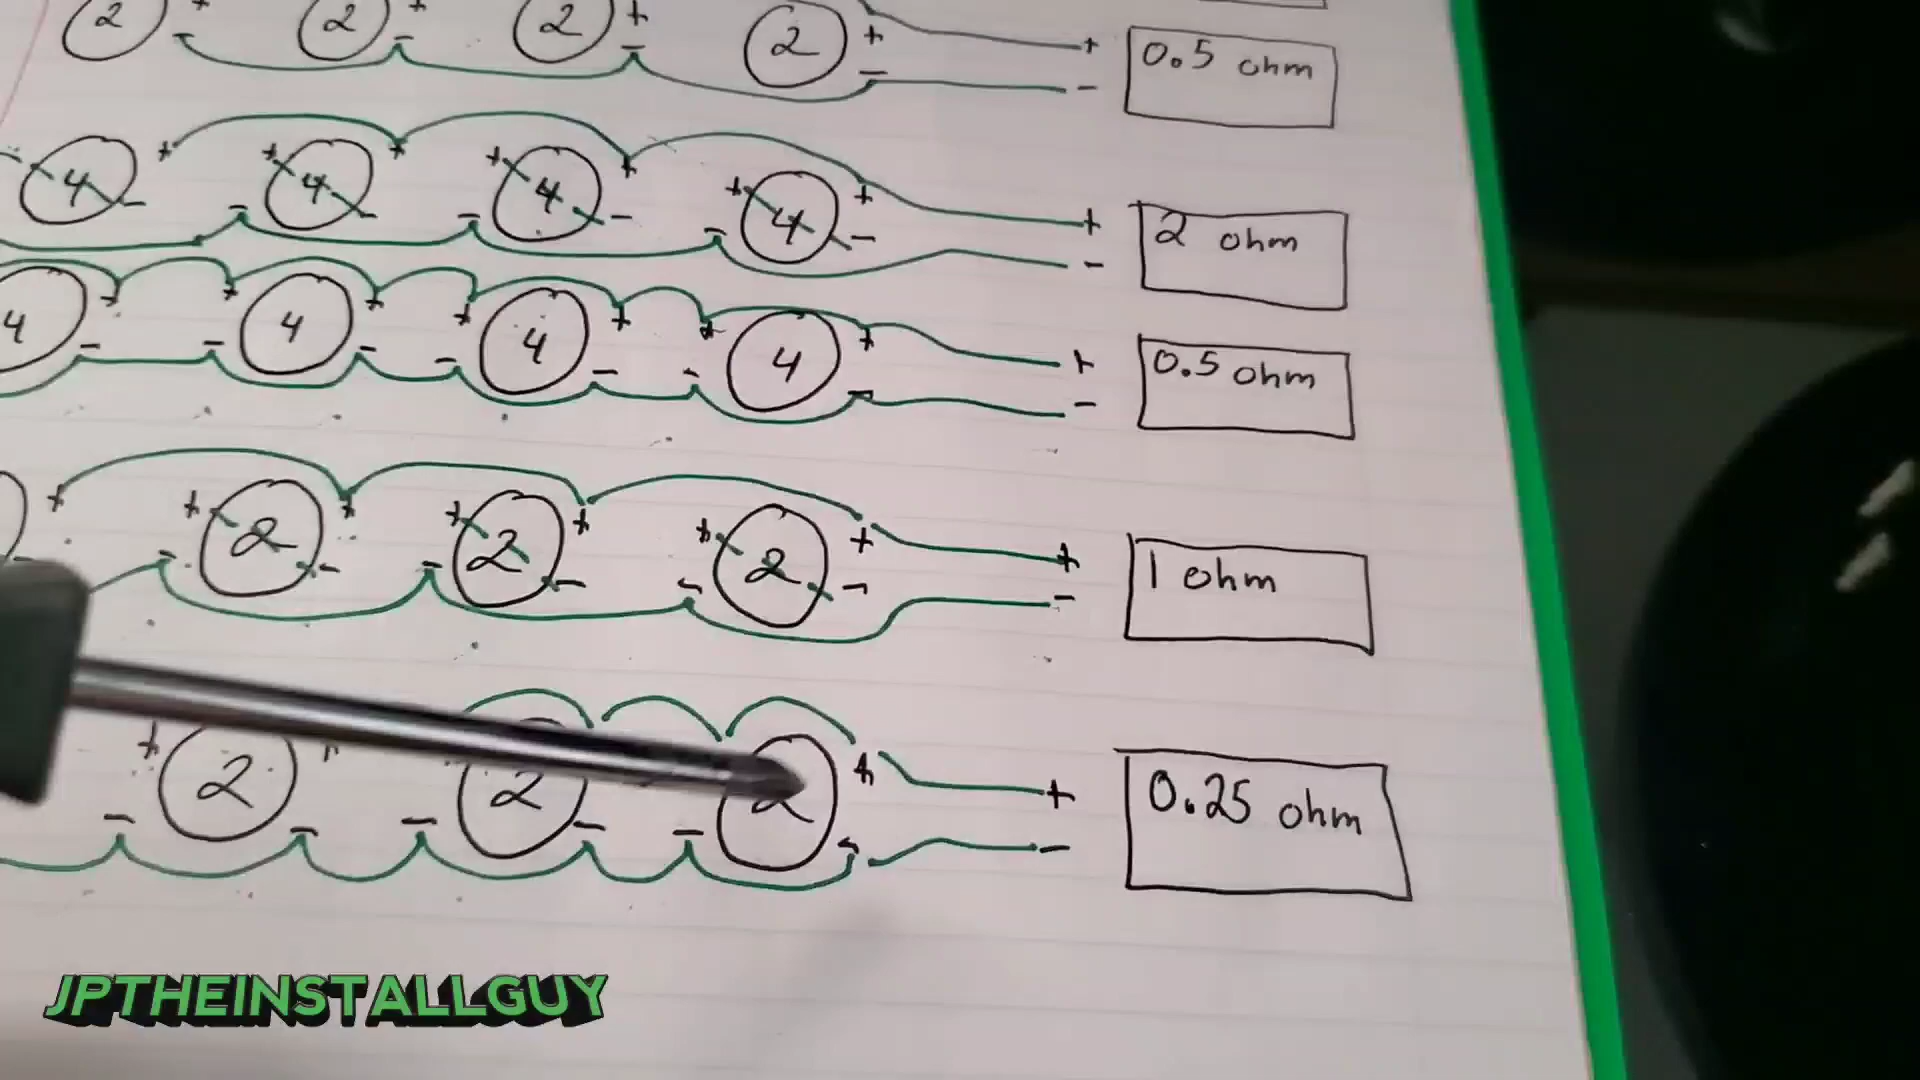 2 + 2 + 2 + 2 + - + - 0.5 ohm
4 + - + - 4 + - + - 4 + - + - 4 + - + - 2 ohm
4 + - + - 4 + - + - 4 + - + - 4 + - + - 0.5 ohm
+ + - 2 + - + - 2 + - + - 2 + - + - 1 ohm
+ - 2 + - - 2 - - 2 + - + - 0.25 ohm
JPTHEINSTALLGUY